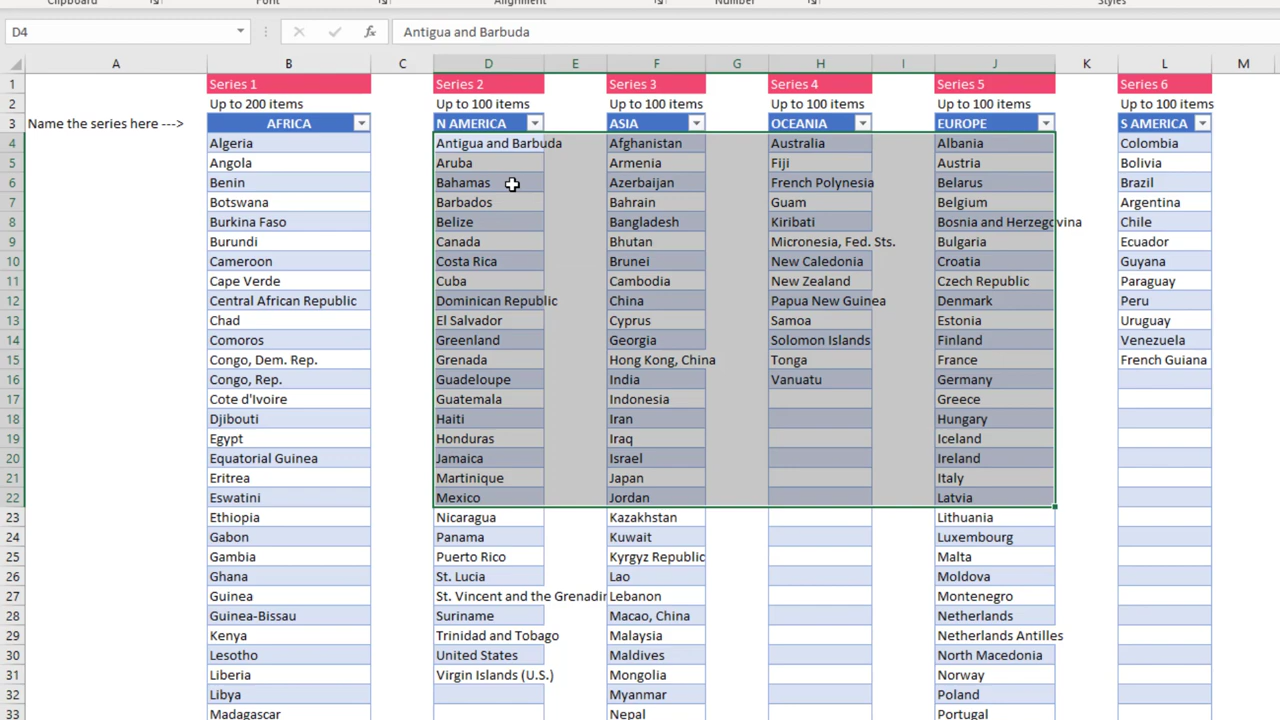 Clipboard Font Alignment Number Styles
D4 fx Antigua and Barbuda
A B C D E F G H I J K L M
1 Series 1 Series 2 Series 3 Series 4 Series 5 Series 6
2 Up to 200 items Up to 100 items Up to 100 items Up to 100 items Up to 100 items Up to 100 items
3 Name the series here ---> AFRICA N AMERICA ASIA OCEANIA EUROPE S AMERICA
4 Algeria Antigua and Barbuda Afghanistan Australia Albania Colombia
5 Angola Aruba Armenia Fiji Austria Bolivia
6 Benin Bahamas Azerbaijan French Polynesia Belarus Brazil
7 Botswana Barbados Bahrain Guam Belgium Argentina
8 Burkina Faso Belize Bangladesh Kiribati Bosnia and Herzegovina Chile
9 Burundi Canada Bhutan Micronesia, Fed. Sts. Bulgaria Ecuador
10 Cameroon Costa Rica Brunei New Caledonia Croatia Guyana
11 Cape Verde Cuba Cambodia New Zealand Czech Republic Paraguay
12 Central African Republic Dominican Republic China Papua New Guinea Denmark Peru
13 Chad El Salvador Cyprus Samoa Estonia Uruguay
14 Comoros Greenland Georgia Solomon Islands Finland Venezuela
15 Congo, Dem. Rep. Grenada Hong Kong, China Tonga France French Guiana
16 Congo, Rep. Guadeloupe India Vanuatu Germany
17 Cote d'Ivoire Guatemala Indonesia Greece
18 Djibouti Haiti Iran Hungary
19 Egypt Honduras Iraq Iceland
20 Equatorial Guinea Jamaica Israel Ireland
21 Eritrea Martinique Japan Italy
22 Eswatini Mexico Jordan Latvia
23 Ethiopia Nicaragua Kazakhstan Lithuania
24 Gabon Panama Kuwait Luxembourg
25 Gambia Puerto Rico Kyrgyz Republic Malta
26 Ghana St. Lucia Lao Moldova
27 Guinea St. Vincent and the Grenadin Lebanon Montenegro
28 Guinea-Bissau Suriname Macao, China Netherlands
29 Kenya Trinidad and Tobago Malaysia Netherlands Antilles
30 Lesotho United States Maldives North Macedonia
31 Liberia Virgin Islands (U.S.) Mongolia Norway
32 Libya Myanmar Poland
33 Madagascar Nepal Portugal